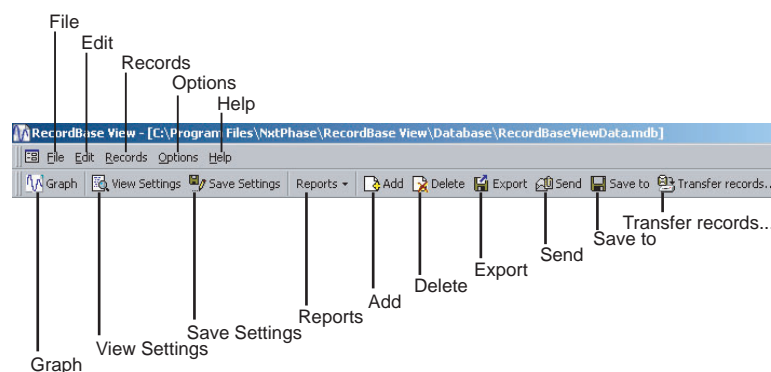 File
Edit
Records
Options
Help
RecordBase View - [C:\Program Files\NxtPhase\RecordBase View\Database\RecordBaseViewData.mdb]
File Edit Records Options Help
Graph View Settings Save Settings Reports Add Delete Export Send Save to Transfer records...
Transfer records...
Save to
Send
Export
Delete
Add
Reports
Save Settings
View Settings
Graph